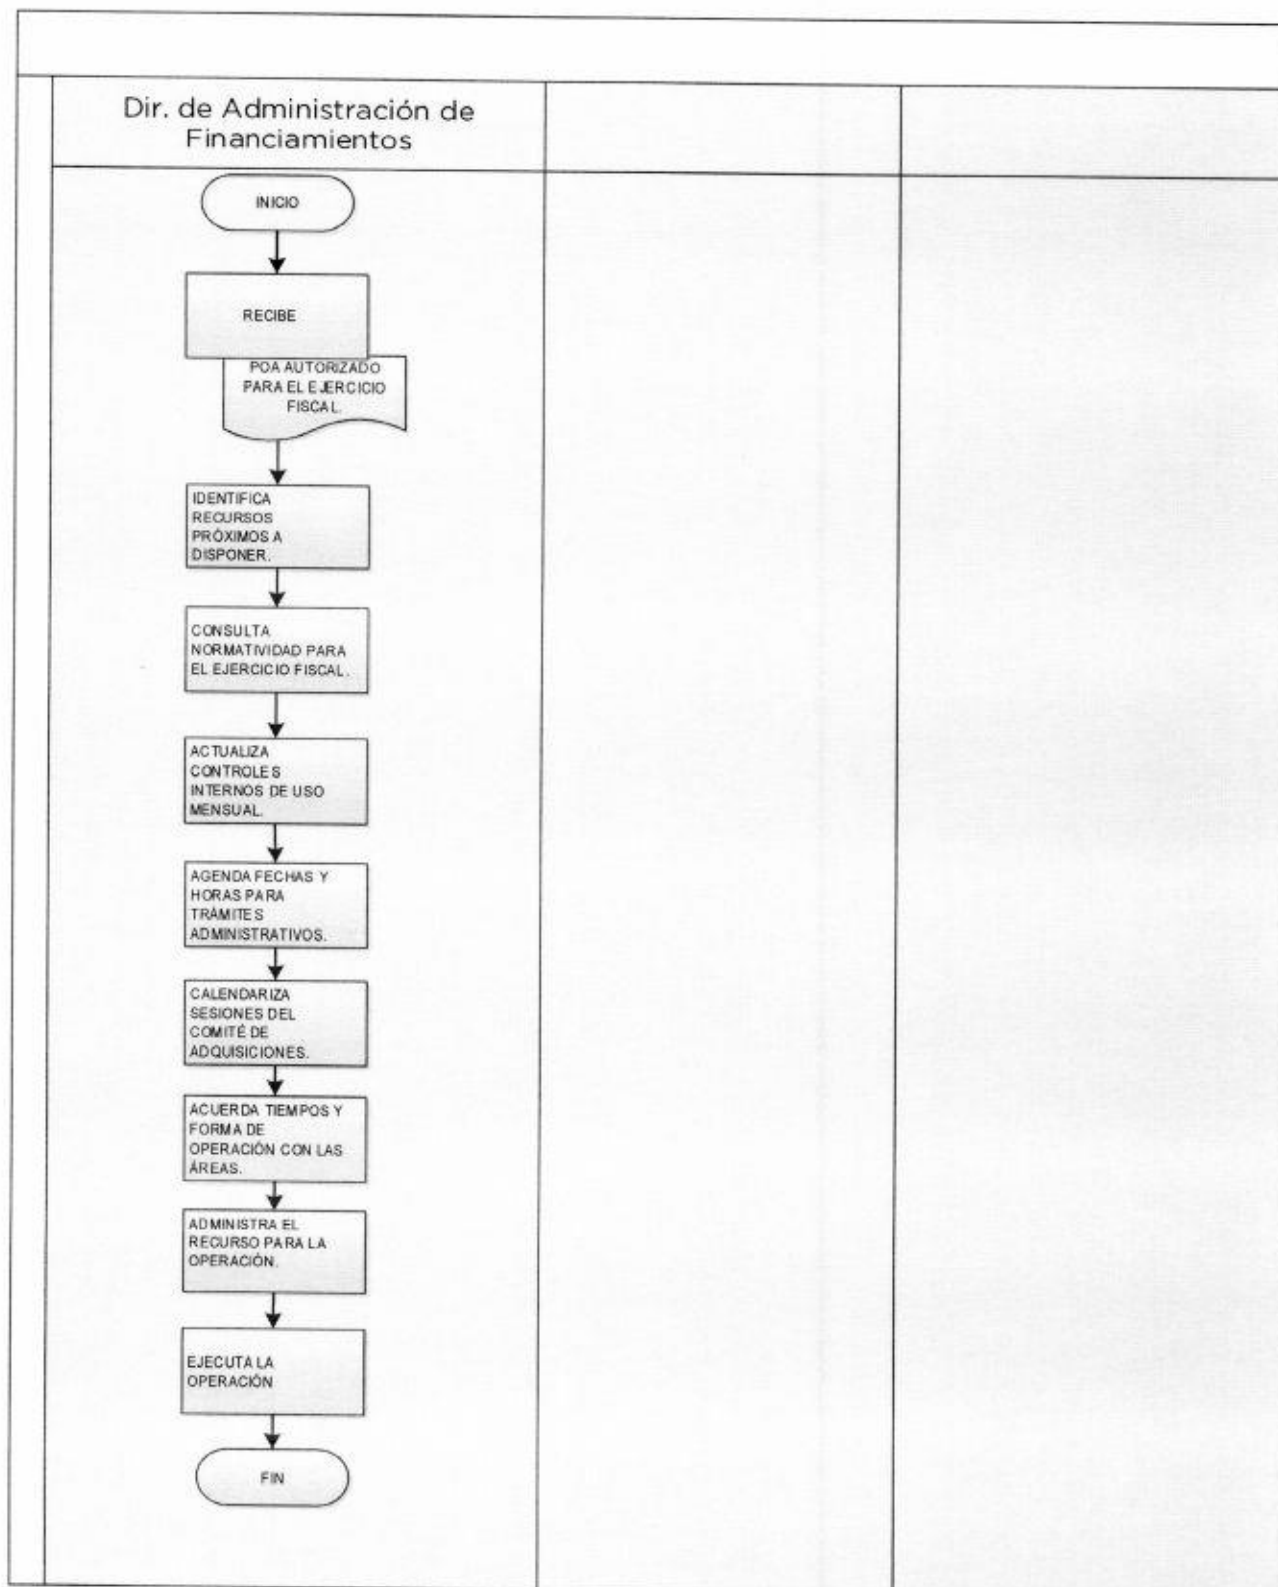 Dir. de Administración de
Financiamientos
INICIO
RECIBE
POA AUTORIZADO
PARA EL EJERCICIO
FISCAL.
IDENTIFICA
RECURSOS
PRÓXIMOS A
DISPONER.
CONSULTA
NORMATIVIDAD PARA
EL EJERCICIO FISCAL.
ACTUALIZA
CONTROLES
INTERNOS DE USO
MENSUAL.
AGENDA FECHAS Y
HORAS PARA
TRÁMITES
ADMINISTRATIVOS.
CALENDARIZA
SESIONES DEL
COMITÉ DE
ADQUISICIONES.
ACUERDA TIEMPOS Y
FORMA DE
OPERACIÓN CON LAS
ÁREAS.
ADMINISTRA EL
RECURSO PARA LA
OPERACIÓN.
EJECUTA LA
OPERACIÓN
FIN